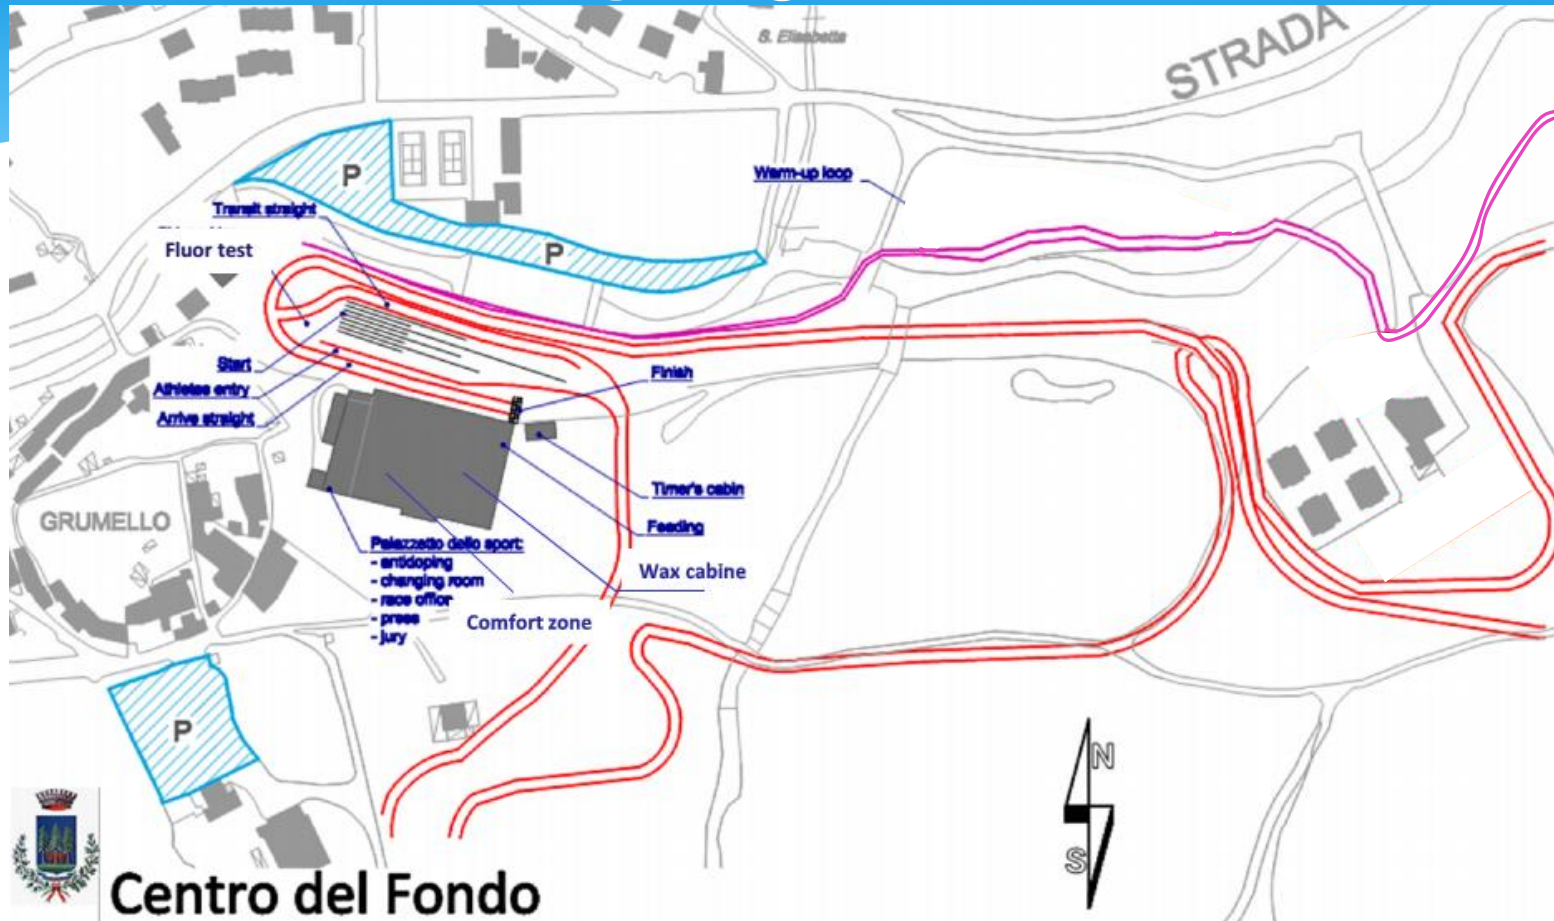 S. Elisabetta
STRADA
P
Warm-up loop
Transit straight
Fluor test
P
Start
Athletes entry
Arrive straight
Finish
Timer's cabin
Feeding
GRUMELLO
Palazzetto dello sport:
- antidoping
- changing room
- race officr
- press
- jury
Wax cabine
Comfort zone
P
N
S
Centro del Fondo